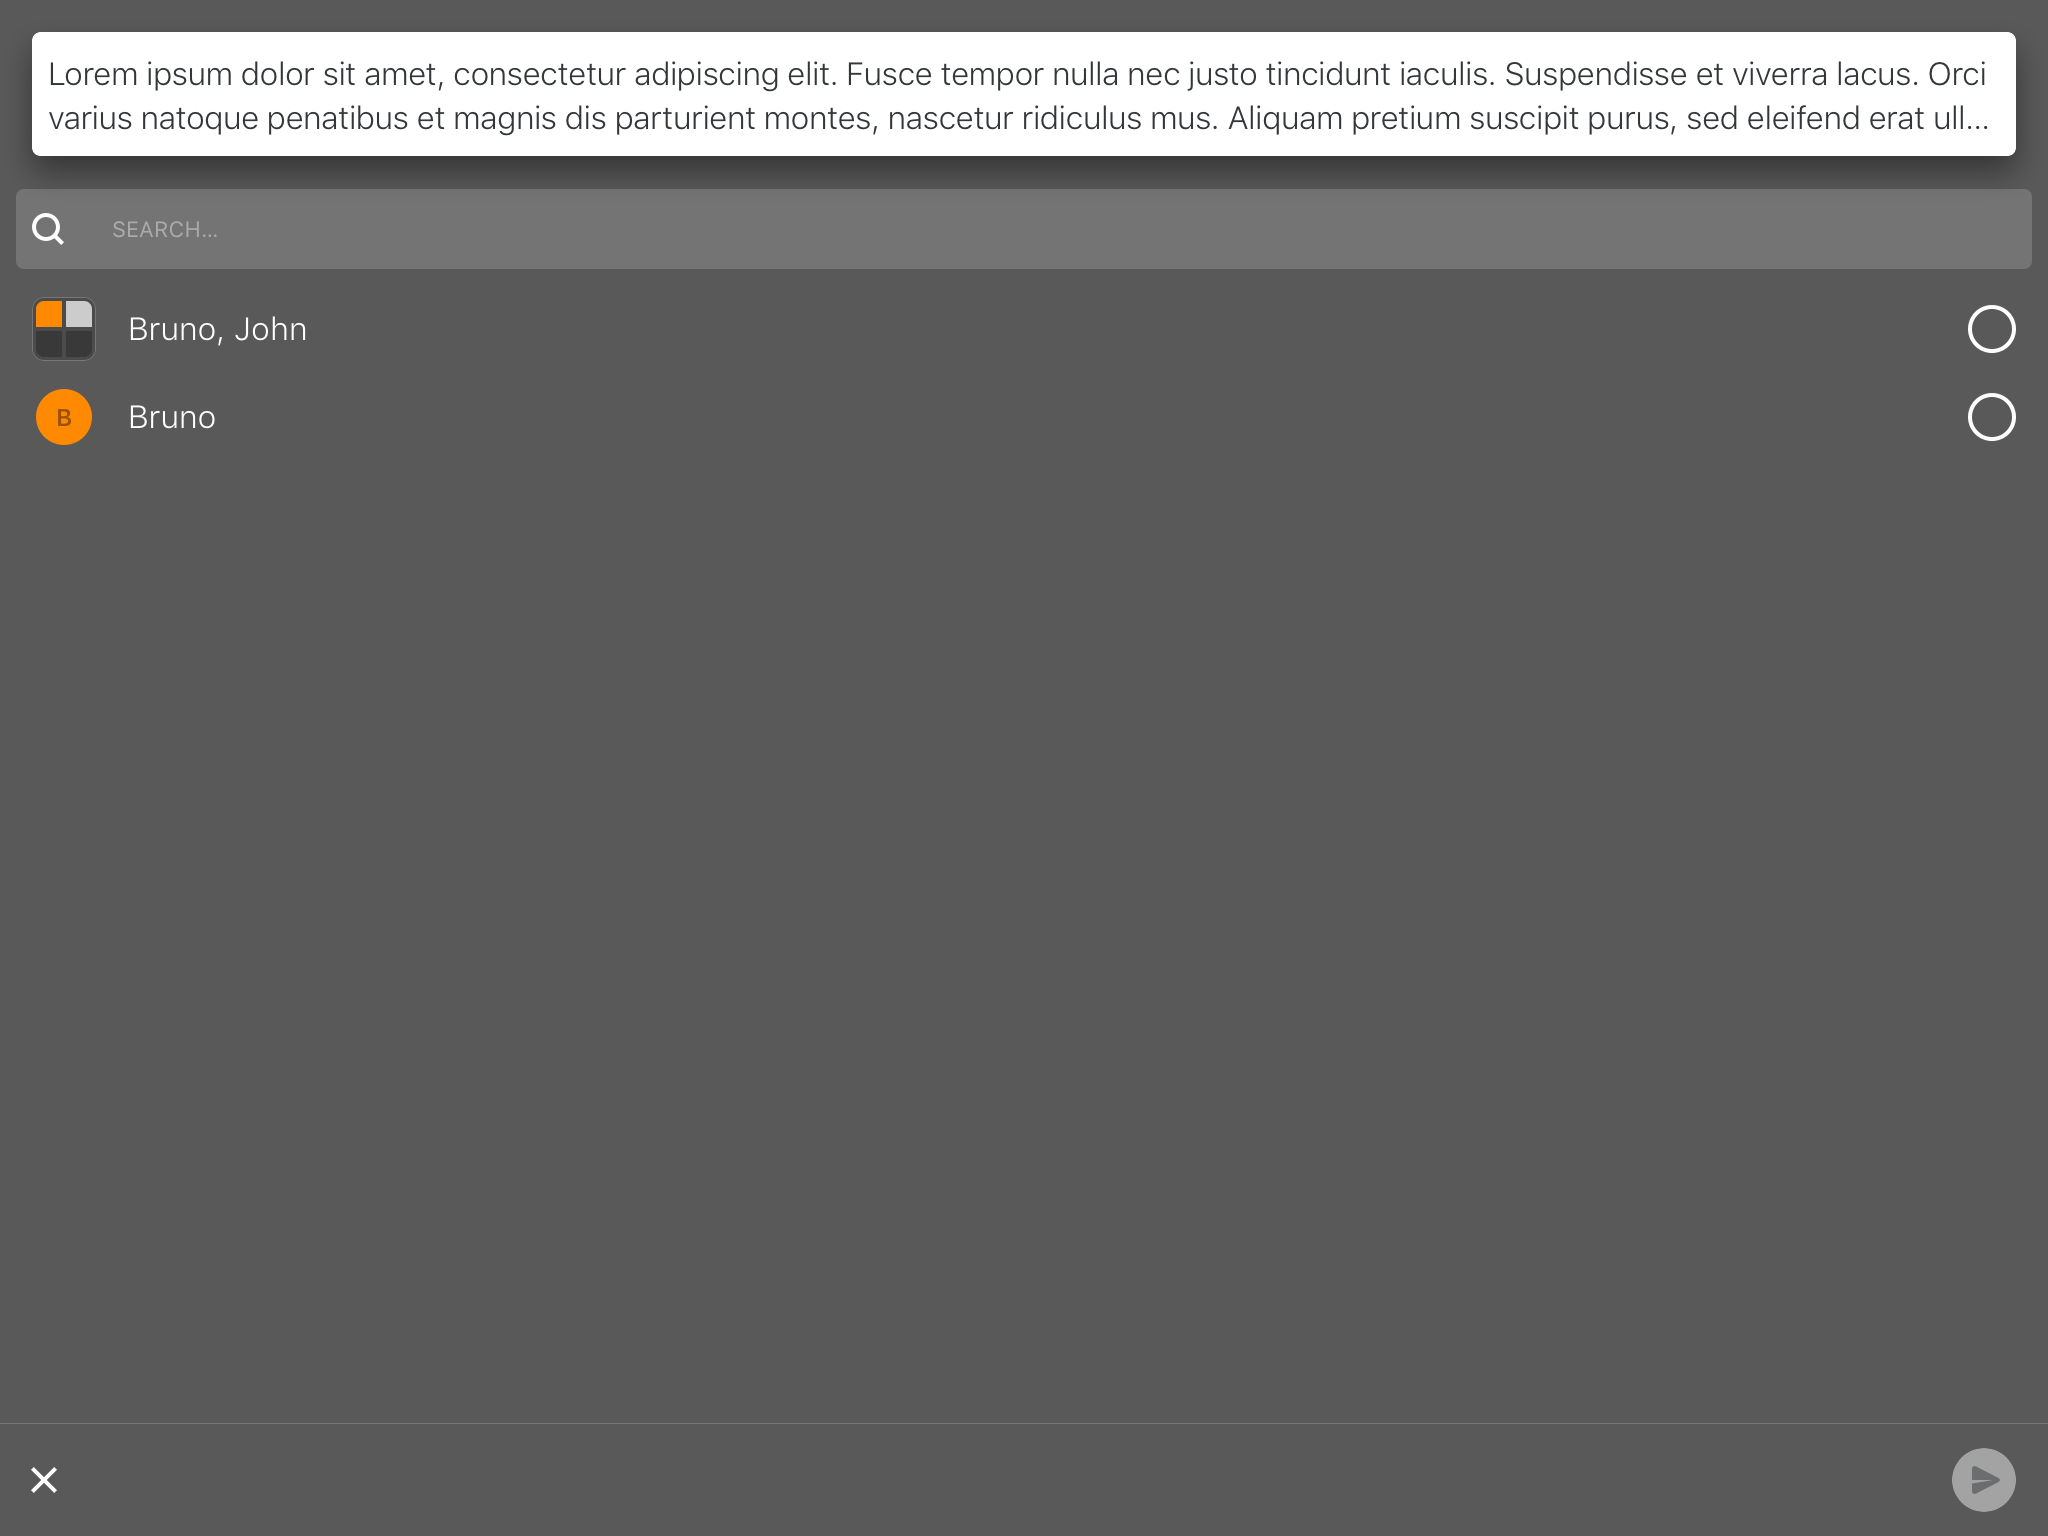 Lorem ipsum dolor sit amet, consectetur adipiscing elit. Fusce tempor nulla nec justo tincidunt iaculis. Suspendisse et viverra lacus. Orci
varius natoque penatibus et magnis dis parturient montes, nascetur ridiculus mus. Aliquam pretium suscipit purus, sed eleifend erat ull...
SEARCH...
Bruno, John
B
Bruno